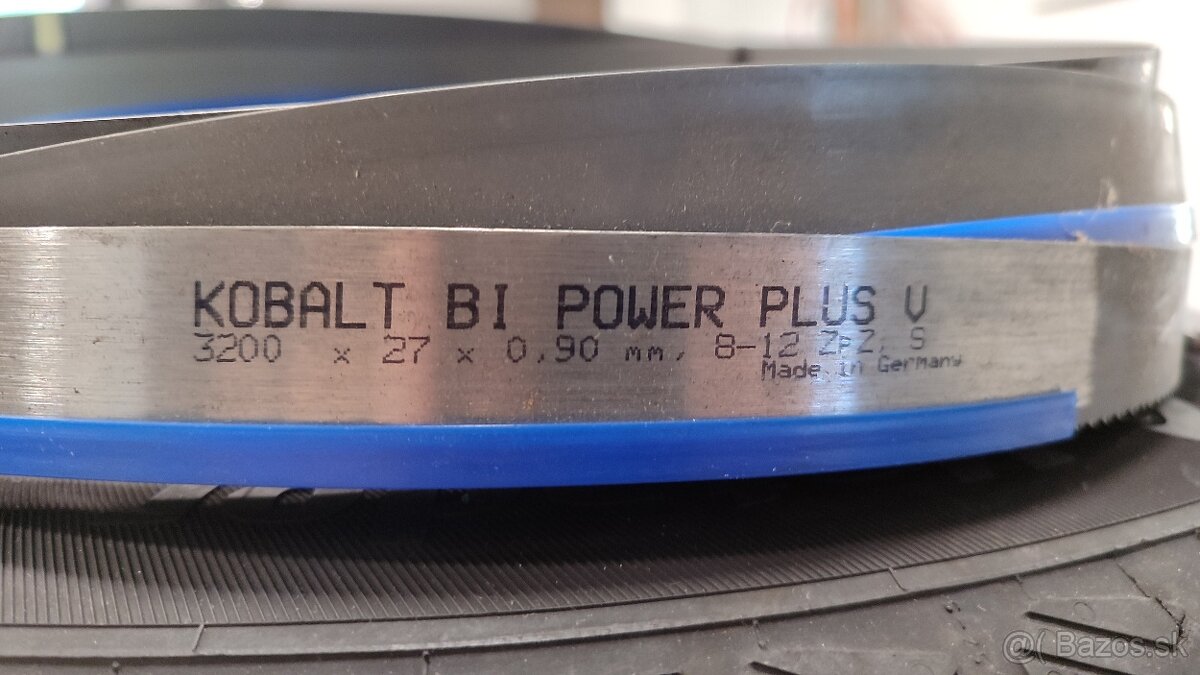 KOBALT BI POWER PLUS V
3200 x 27 x 0,90 mm, 8-12 ZpZ, S
Made in Germany
@( Bazos.sk